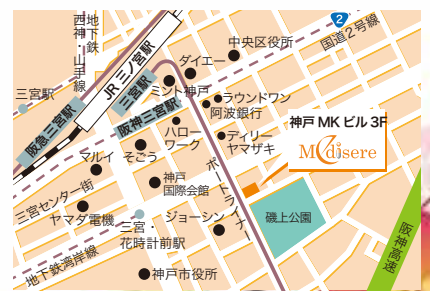 地下鉄
西神・山手線
JR 三ノ宮駅
三宮駅
ダイエー
中央区役所
2
国道2号線
三宮駅
阪急三宮駅
ミント神戸
ラウンドワン
阿波銀行
阪神三宮駅
ハロー
ワーク
デイリー
ヤマザキ
神戸 MK ビル 3F
Madisere
マルイ
そごう
神戸
国際会館
ポートライナー
三宮センター街
ヤマダ電機
三宮・
花時計前駅
ジョーシン
磯上公園
阪神高速
地下鉄湾岸線
神戸市役所